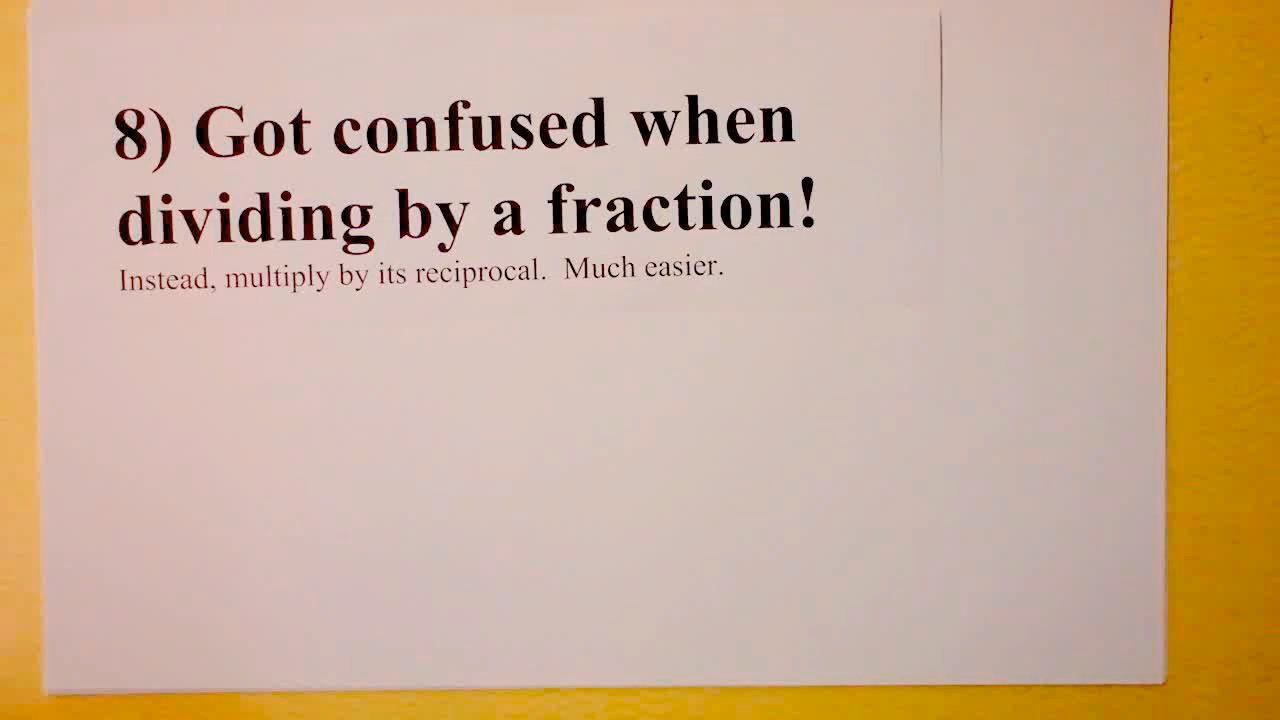 8) Got confused when
dividing by a fraction!
Instead, multiply by its reciprocal.  Much easier.